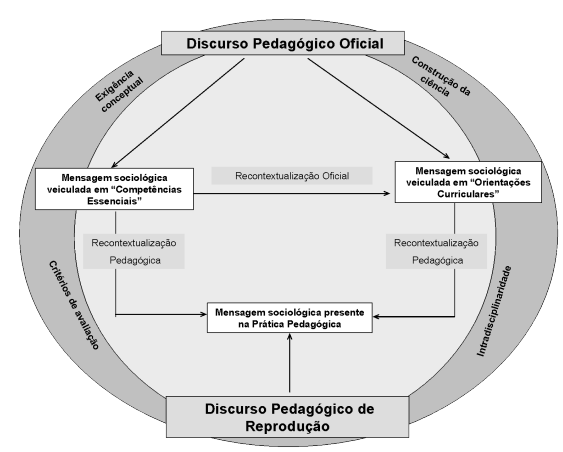 Discurso Pedagógico Oficial
Exigência
conceptual
Construção da
ciência
Mensagem sociológica
veiculada em "Competências
Essenciais"
Recontextualização Oficial
Mensagem sociológica
veiculada em "Orientações
Curriculares"
Recontextualização
Pedagógica
Recontextualização
Pedagógica
Critérios de avaliação
Intradisciplinaridade
Mensagem sociológica presente
na Prática Pedagógica
Discurso Pedagógico de
Reprodução